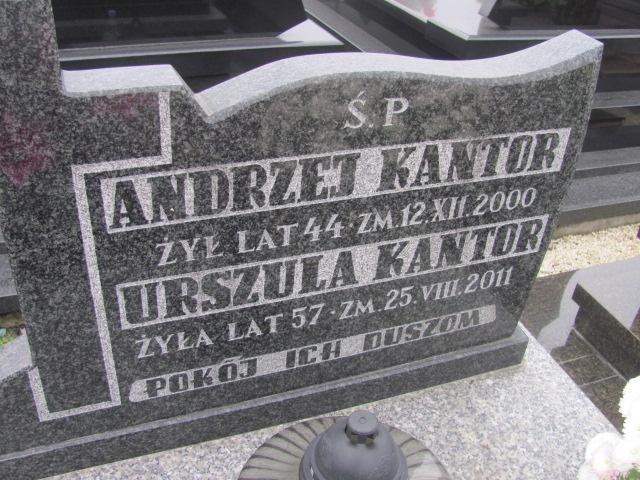 Ś.P
ANDRZEJ KANTOR
ŻYŁ LAT 44 · ZM. 12.XII.2000
URSZULA KANTOR
ŻYŁA LAT 57 · ZM. 25.VIII.2011
POKÓJ ICH DUSZOM